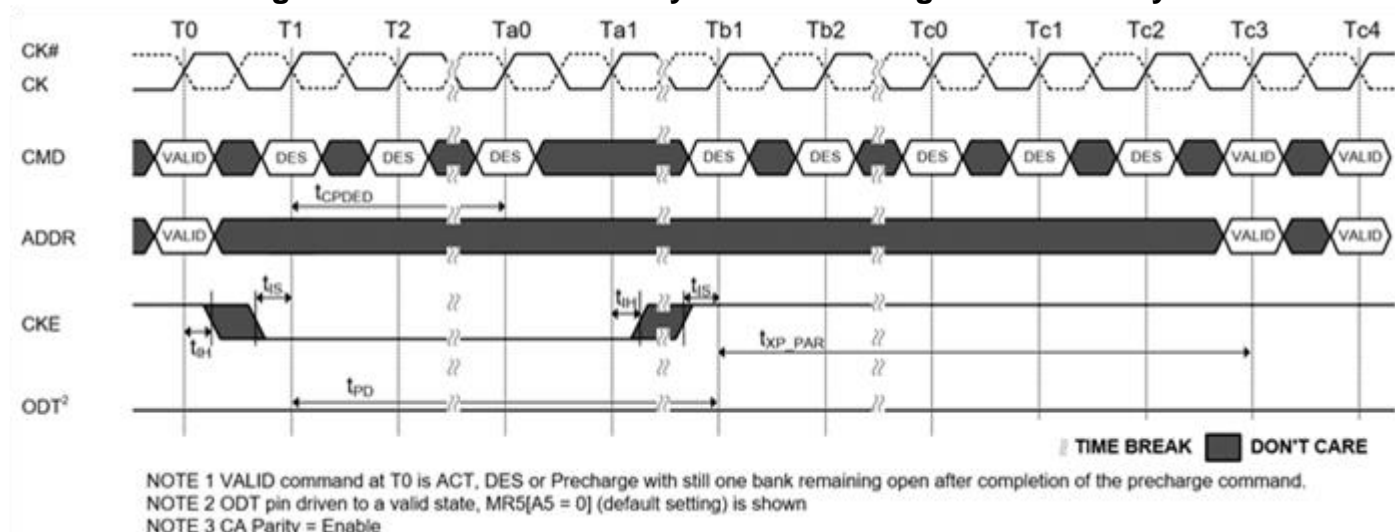 T0 T1 T2 Ta0 Ta1 Tb1 Tb2 Tc0 Tc1 Tc2 Tc3 Tc4
CK#
CK
CMD VALID DES DES DES DES DES DES DES DES VALID VALID
tCPDED
ADDR VALID VALID VALID
tIS tIH tIS
CKE
tIH tXP_PAR
tPD
ODT2
TIME BREAK DON'T CARE
NOTE 1 VALID command at T0 is ACT, DES or Precharge with still one bank remaining open after completion of the precharge command.
NOTE 2 ODT pin driven to a valid state, MR5[A5 = 0] (default setting) is shown
NOTE 3 CA Parity = Enable